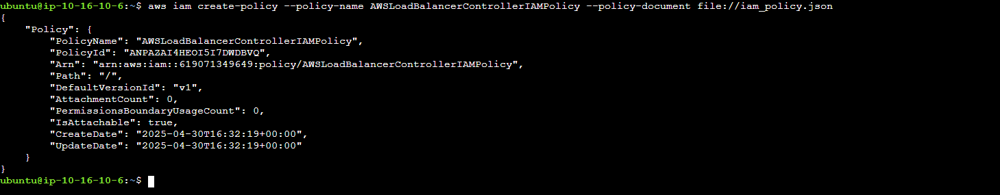 ubuntu@ip-10-16-10-6:~$ aws iam create-policy --policy-name AWSLoadBalancerControllerIAMPolicy --policy-document file://iam_policy.json
{
    "Policy": {
        "PolicyName": "AWSLoadBalancerControllerIAMPolicy",
        "PolicyId": "ANPAZAI4HEOI5I7DWDBVQ",
        "Arn": "arn:aws:iam::619071349649:policy/AWSLoadBalancerControllerIAMPolicy",
        "Path": "/",
        "DefaultVersionId": "v1",
        "AttachmentCount": 0,
        "PermissionsBoundaryUsageCount": 0,
        "IsAttachable": true,
        "CreateDate": "2025-04-30T16:32:19+00:00",
        "UpdateDate": "2025-04-30T16:32:19+00:00"
    }
}
ubuntu@ip-10-16-10-6:~$